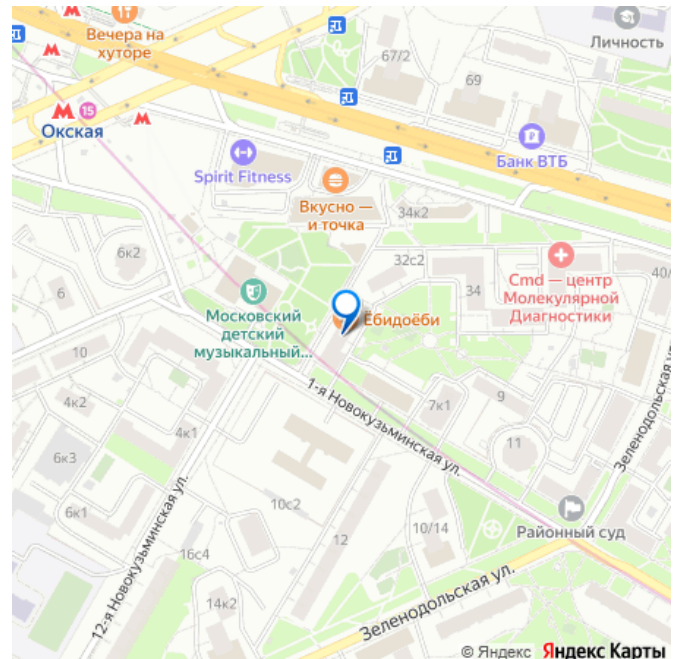 Вечера на
хуторе
67/2
Личность
69
15
Окская
Банк ВТБ
Spirit Fitness
Вкусно —
и точка
34к2
6к2
32с2
40/
6
Cmd — центр
Молекулярной
Диагностики
34
Московский
детский
музыкальный...
Ёбидоёби
10
1-я Новокузьминская ул.
7к1
9
4к2
Зеленодольская ул.
4к1
11
6к3
6к1
10с2
12-я Новокузьминская ул.
12
10/14
Районный суд
16с4
Зеленодольская ул.
14к2
© Яндекс Яндекс Карты